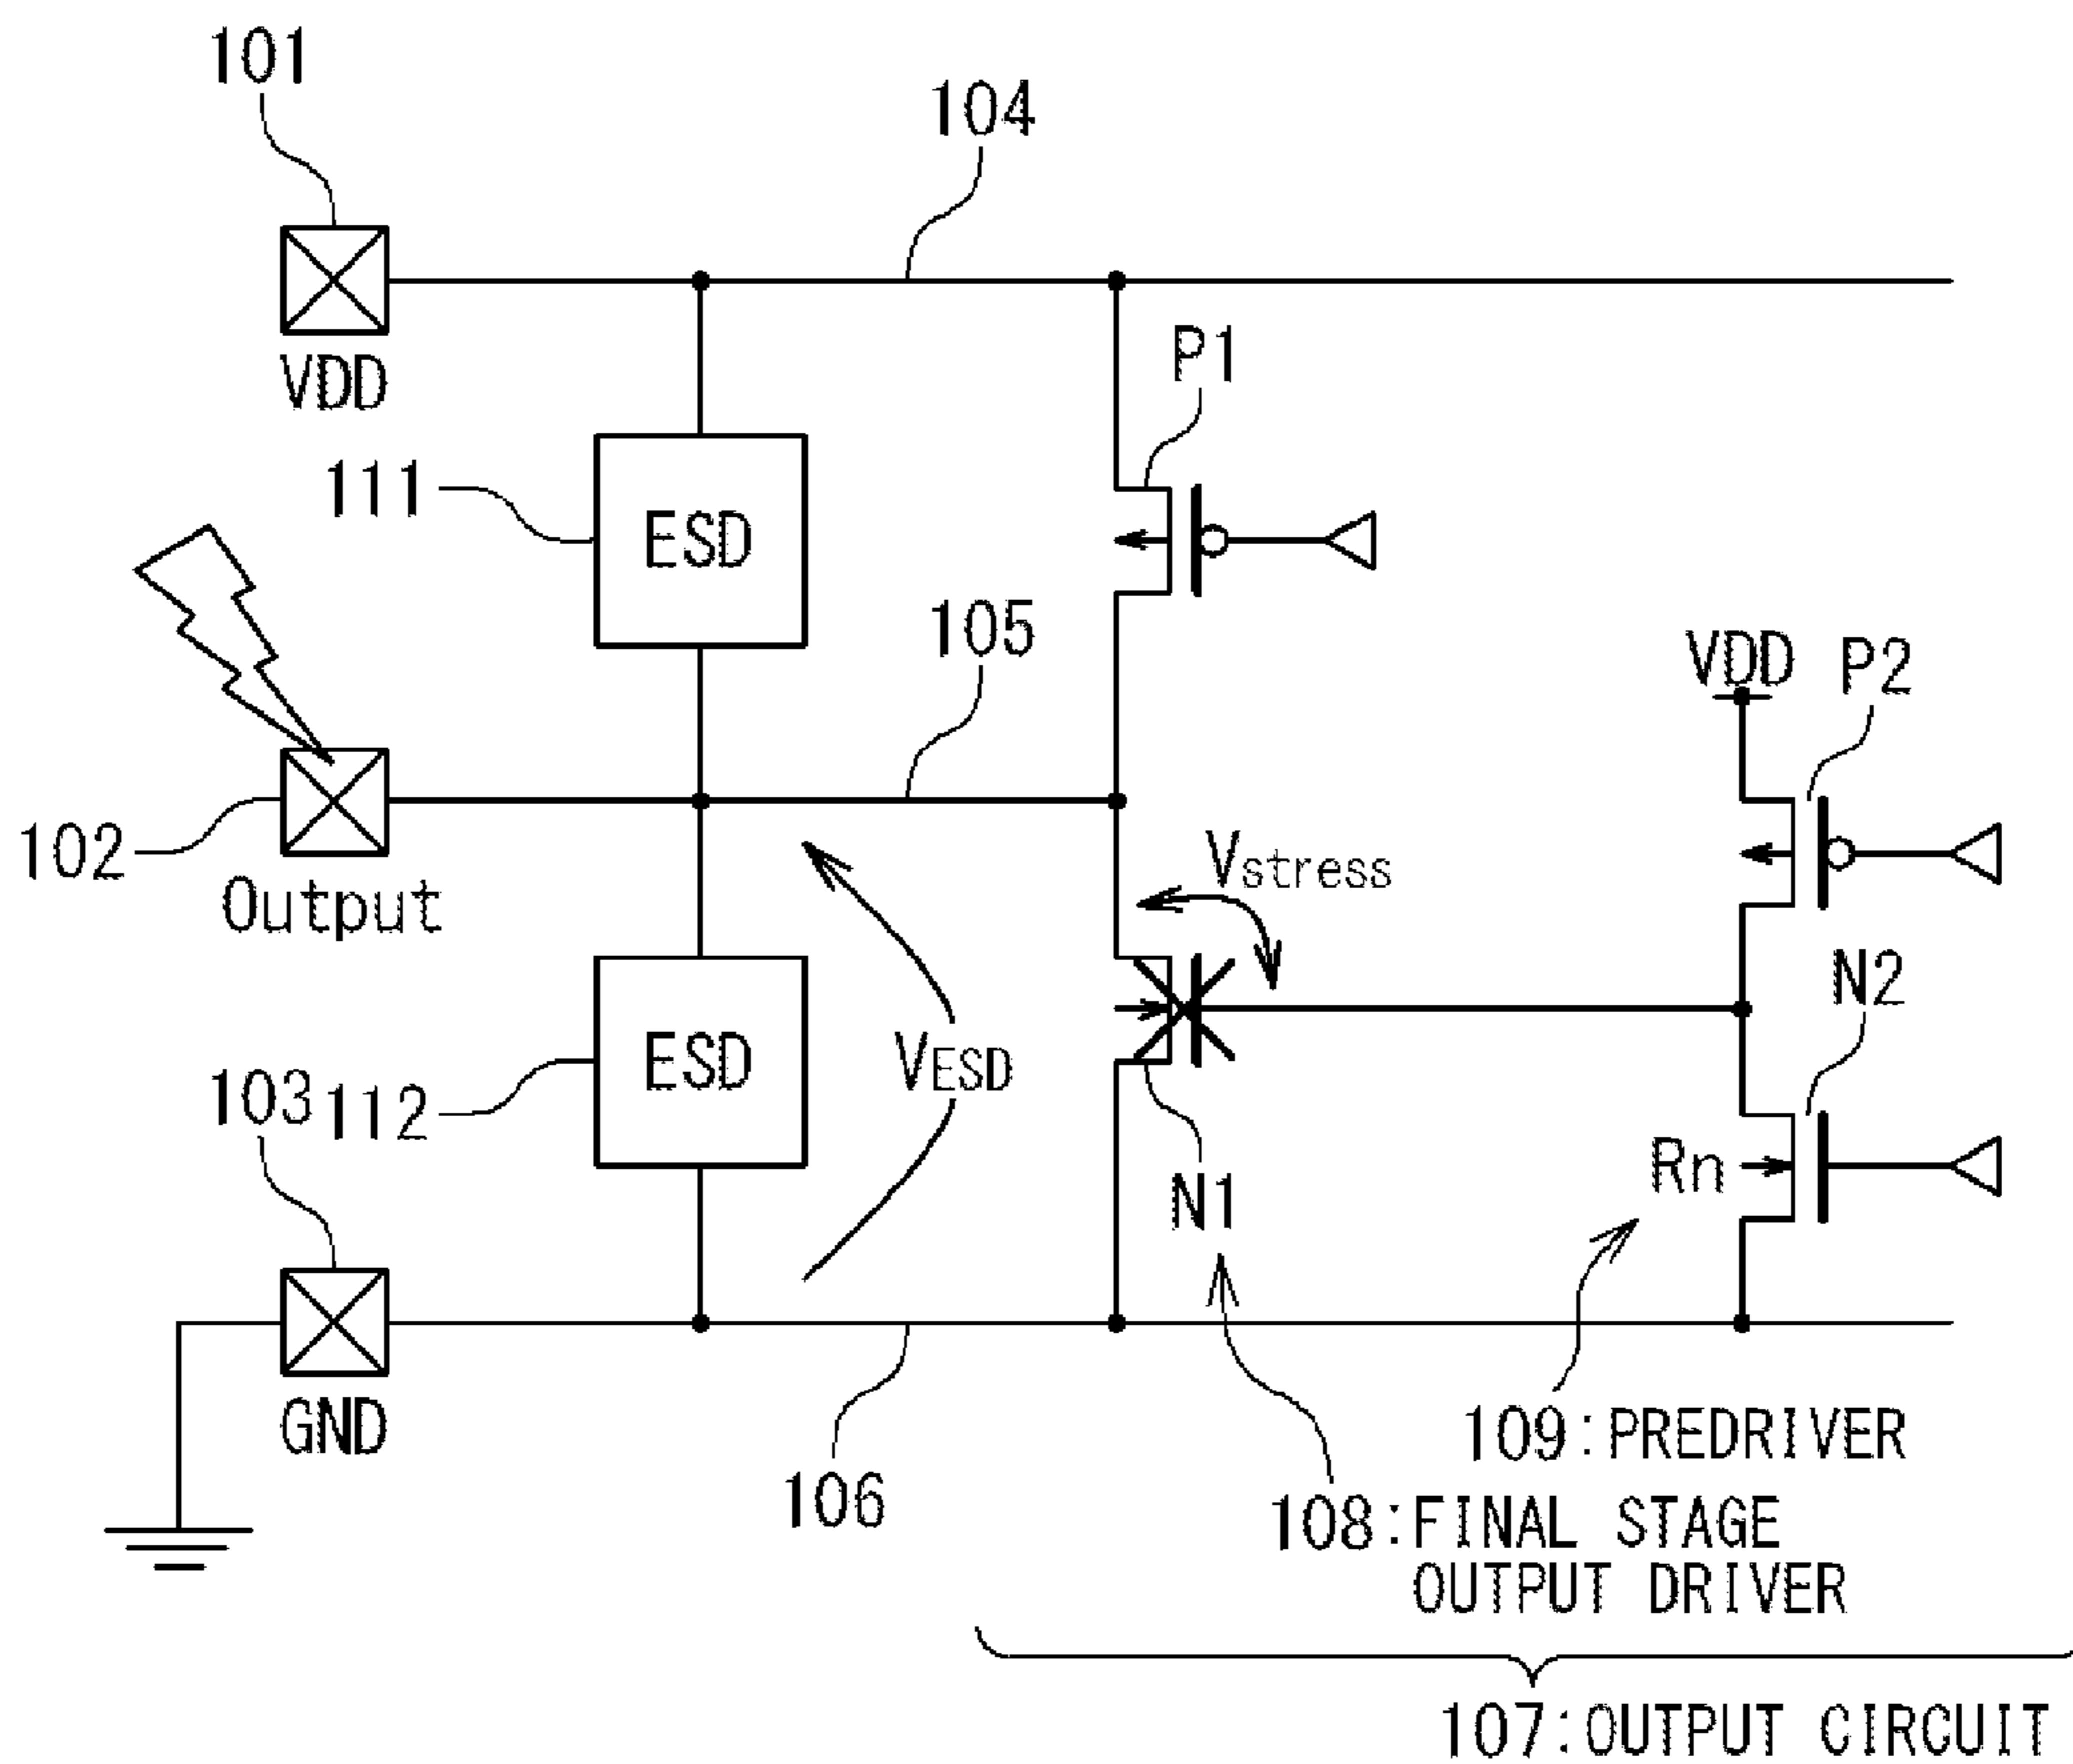 101
104
P1
VDD
111
ESD
105
VDD
P2
102
Output
Vstress
N2
ESD
VESD
103
112
Rn
N1
GND
106
109:PREDRIVER
108:FINAL STAGE
OUTPUT DRIVER
107:OUTPUT CIRCUIT